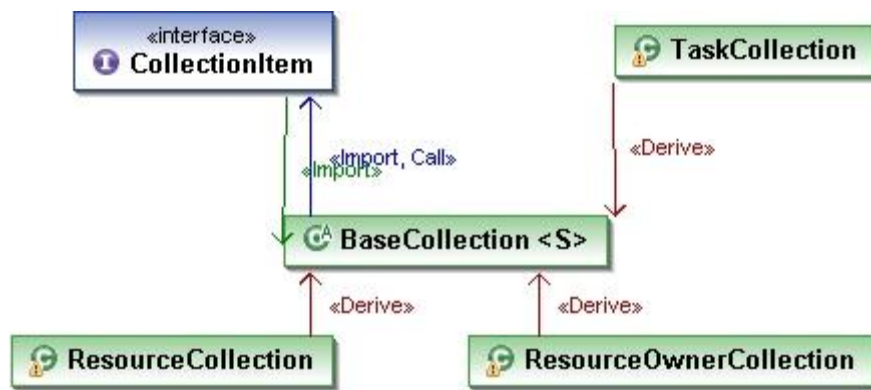 «interface»
CollectionItem
TaskCollection
«Import, Call»
«Import»
«Derive»
BaseCollection <S>
«Derive»
«Derive»
ResourceCollection
ResourceOwnerCollection